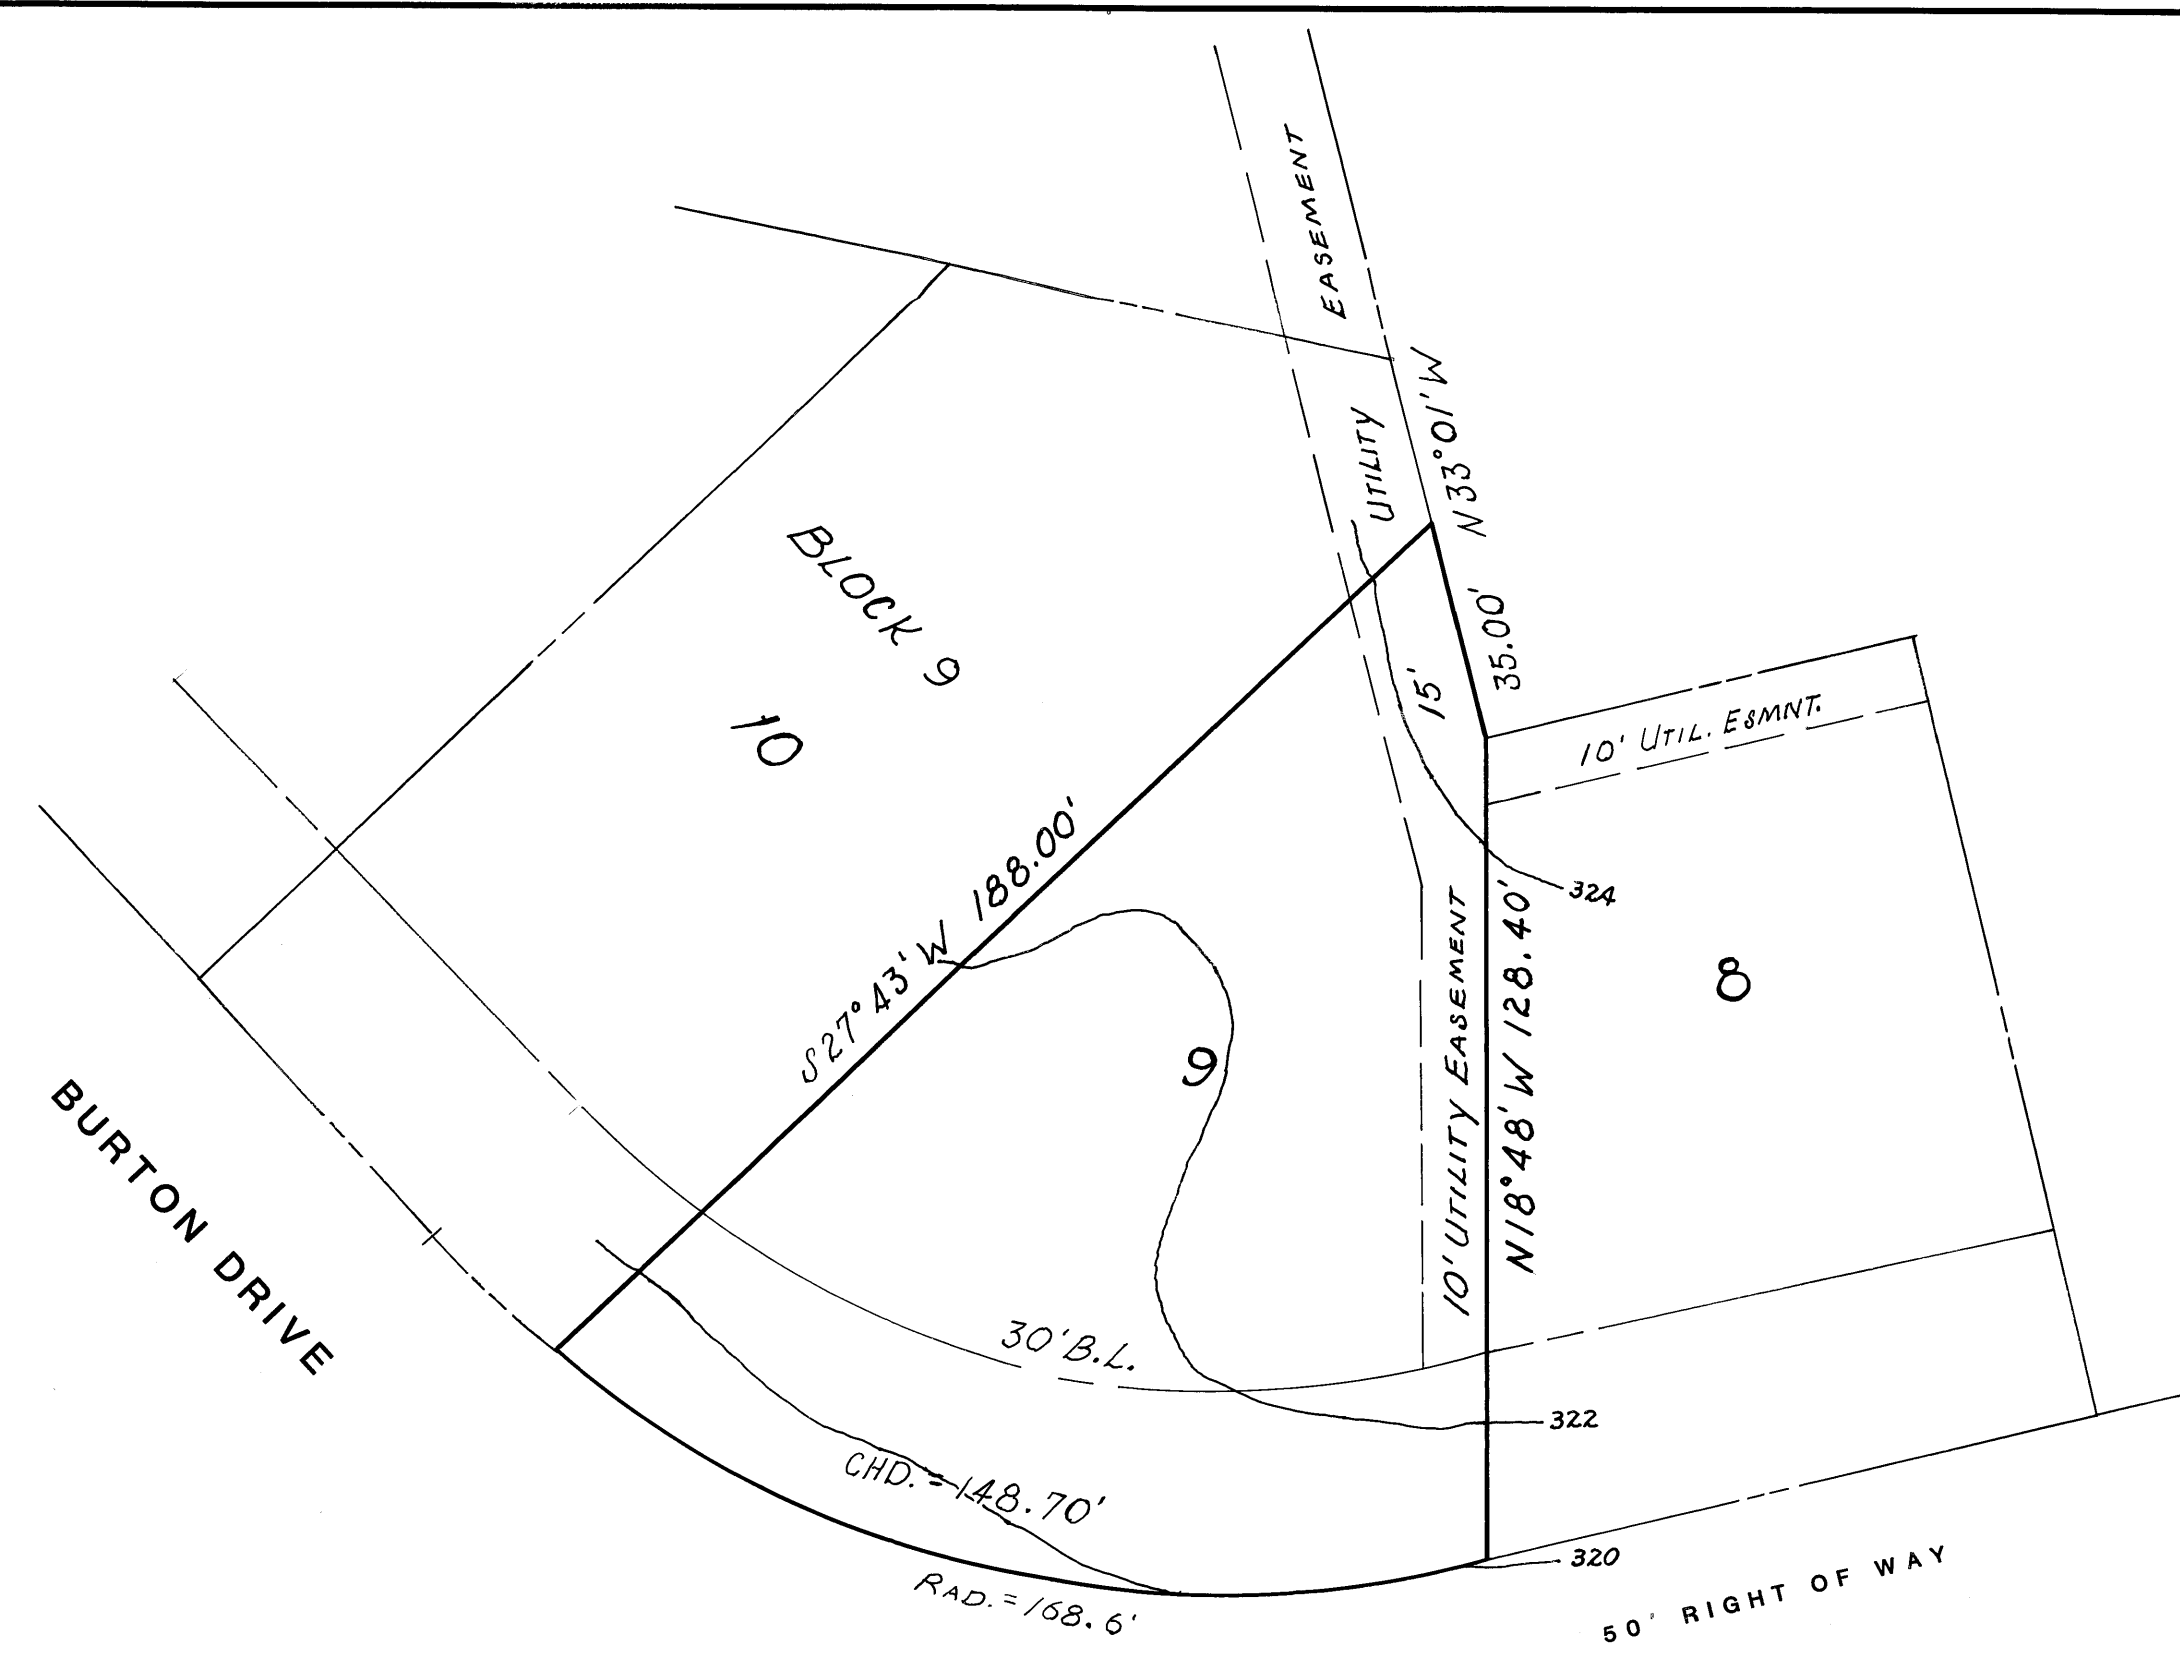 EASEMENT
UTILITY
N33°01'W
35.00'
15'
10' UTIL. ESMNT.
BLOCK 9
10
S27°43'W 188.00'
324
8
9
10' UTILITY EASEMENT
N18°48'W 128.40'
BURTON DRIVE
30' B.L.
322
CHD. = 148.70'
RAD. = 168.6'
320
50' RIGHT OF WAY